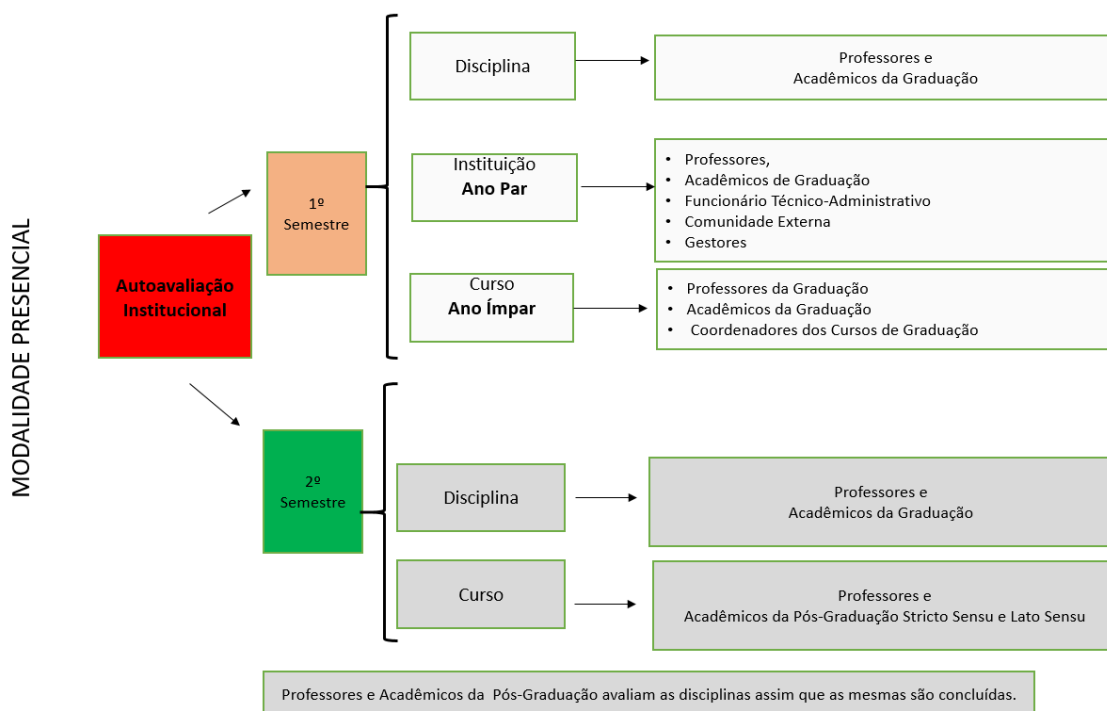 MODALIDADE PRESENCIAL
Autoavaliação
Institucional
1º
Semestre
Disciplina
Professores e
Acadêmicos da Graduação
Instituição
Ano Par
• Professores,
• Acadêmicos de Graduação
• Funcionário Técnico-Administrativo
• Comunidade Externa
• Gestores
Curso
Ano Ímpar
• Professores da Graduação
• Acadêmicos da Graduação
• Coordenadores dos Cursos de Graduação
2º
Semestre
Disciplina
Professores e
Acadêmicos da Graduação
Curso
Professores e
Acadêmicos da Pós-Graduação Stricto Sensu e Lato Sensu
Professores e Acadêmicos da Pós-Graduação avaliam as disciplinas assim que as mesmas são concluídas.